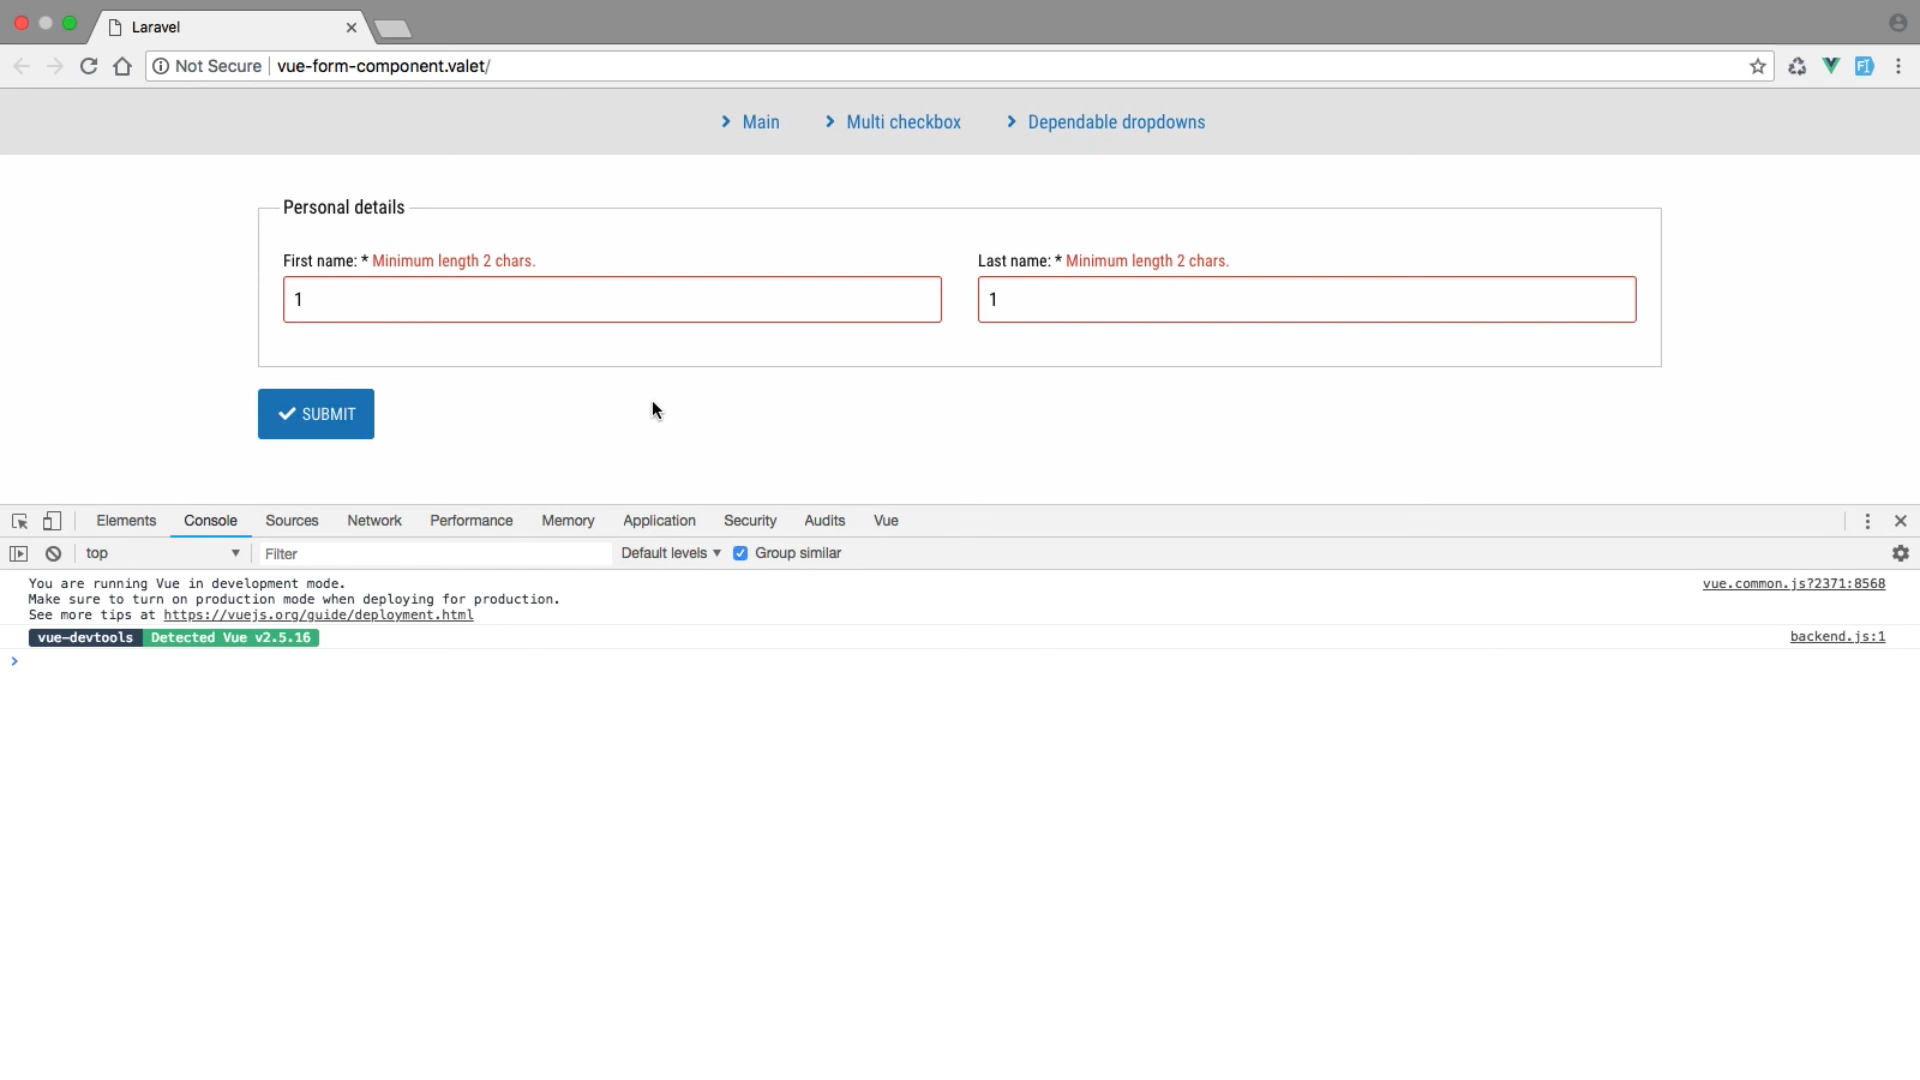 Laravel
Not Secure vue-form-component.valet/
Main Multi checkbox Dependable dropdowns
Personal details
First name: * Minimum length 2 chars. Last name: * Minimum length 2 chars.
1 1
SUBMIT
Elements Console Sources Network Performance Memory Application Security Audits Vue
top Filter Default levels Group similar
You are running Vue in development mode. vue.common.js?2371:8568
Make sure to turn on production mode when deploying for production.
See more tips at https://vuejs.org/guide/deployment.html
vue-devtools Detected Vue v2.5.16 backend.js:1